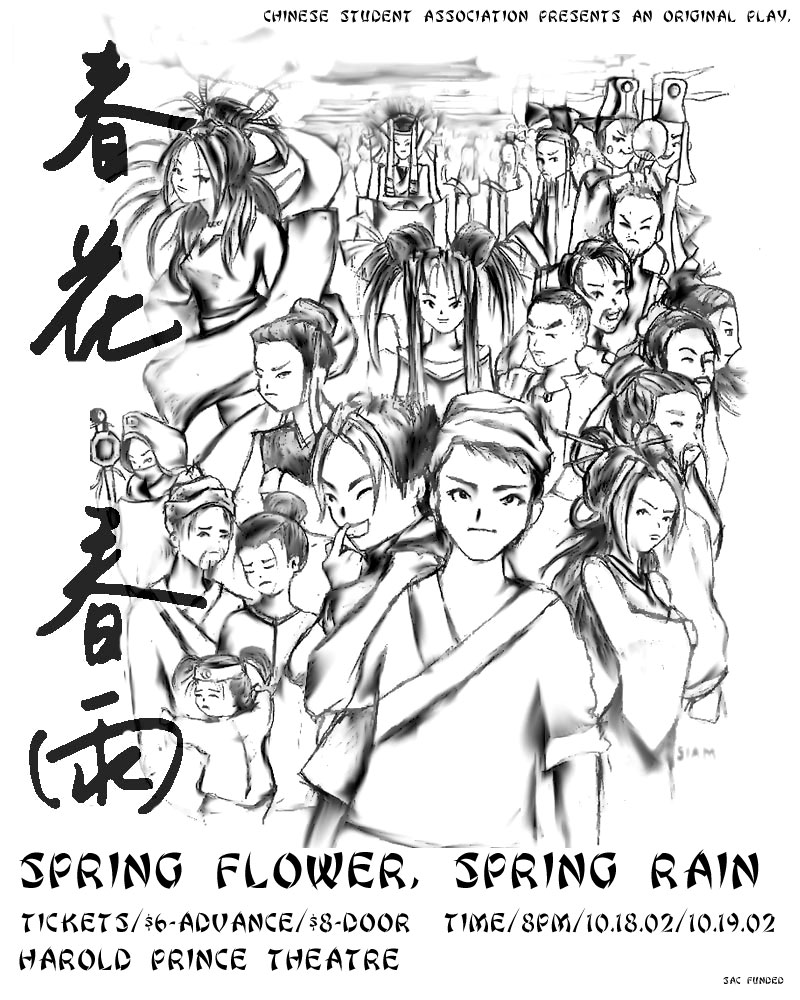 CHINESE STUDENT ASSOCIATION PRESENTS AN ORIGINAL PLAY.
春花春雨
SIAM
SPRING FLOWER, SPRING RAIN
TICKETS/$6-ADVANCE/$8-DOOR TIME/8PM/10.18.02/10.19.02
HAROLD PRINCE THEATRE
SAC FUNDED